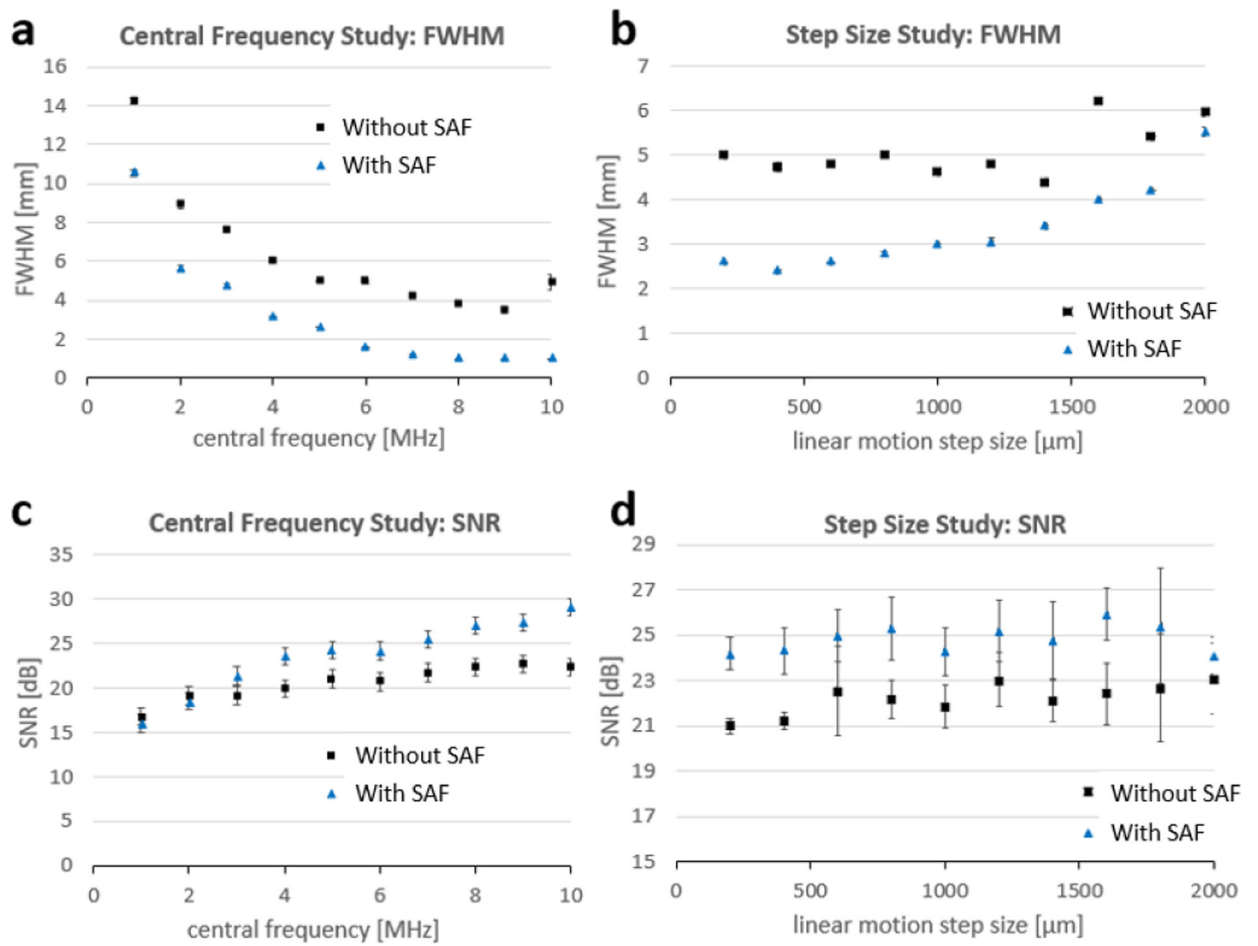 a
Central Frequency Study: FWHM
FWHM [mm]
16
14
12
10
8
6
4
2
0
Without SAF
With SAF
0 2 4 6 8 10
central frequency [MHz]
b
Step Size Study: FWHM
FWHM [mm]
7
6
5
4
3
2
1
0
Without SAF
With SAF
0 500 1000 1500 2000
linear motion step size [µm]
c
Central Frequency Study: SNR
SNR [dB]
35
30
25
20
15
10
5
0
Without SAF
With SAF
0 2 4 6 8 10
central frequency [MHz]
d
Step Size Study: SNR
SNR [dB]
29
27
25
23
21
19
17
15
Without SAF
With SAF
0 500 1000 1500 2000
linear motion step size [µm]